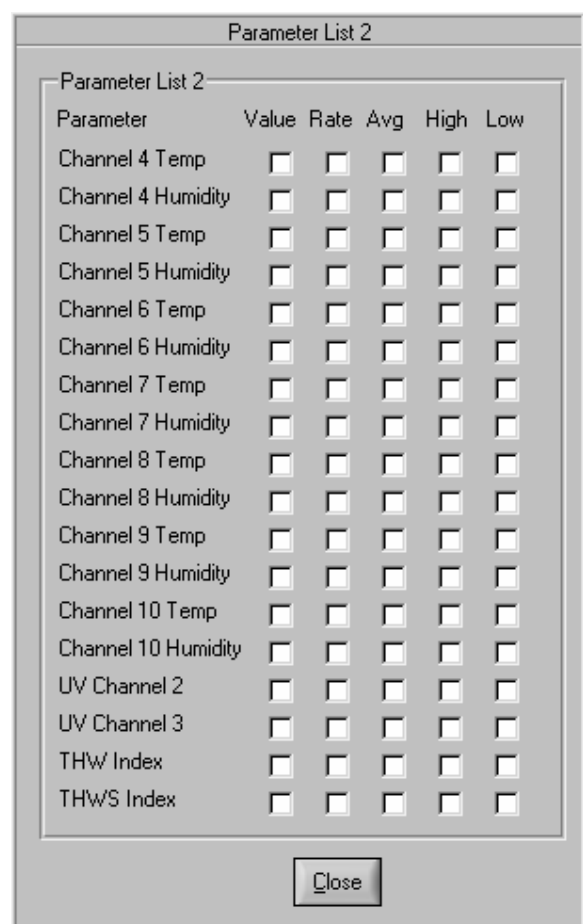 Parameter List 2
Parameter List 2
Parameter Value Rate Avg High Low
Channel 4 Temp
Channel 4 Humidity
Channel 5 Temp
Channel 5 Humidity
Channel 6 Temp
Channel 6 Humidity
Channel 7 Temp
Channel 7 Humidity
Channel 8 Temp
Channel 8 Humidity
Channel 9 Temp
Channel 9 Humidity
Channel 10 Temp
Channel 10 Humidity
UV Channel 2
UV Channel 3
THW Index
THWS Index
Close